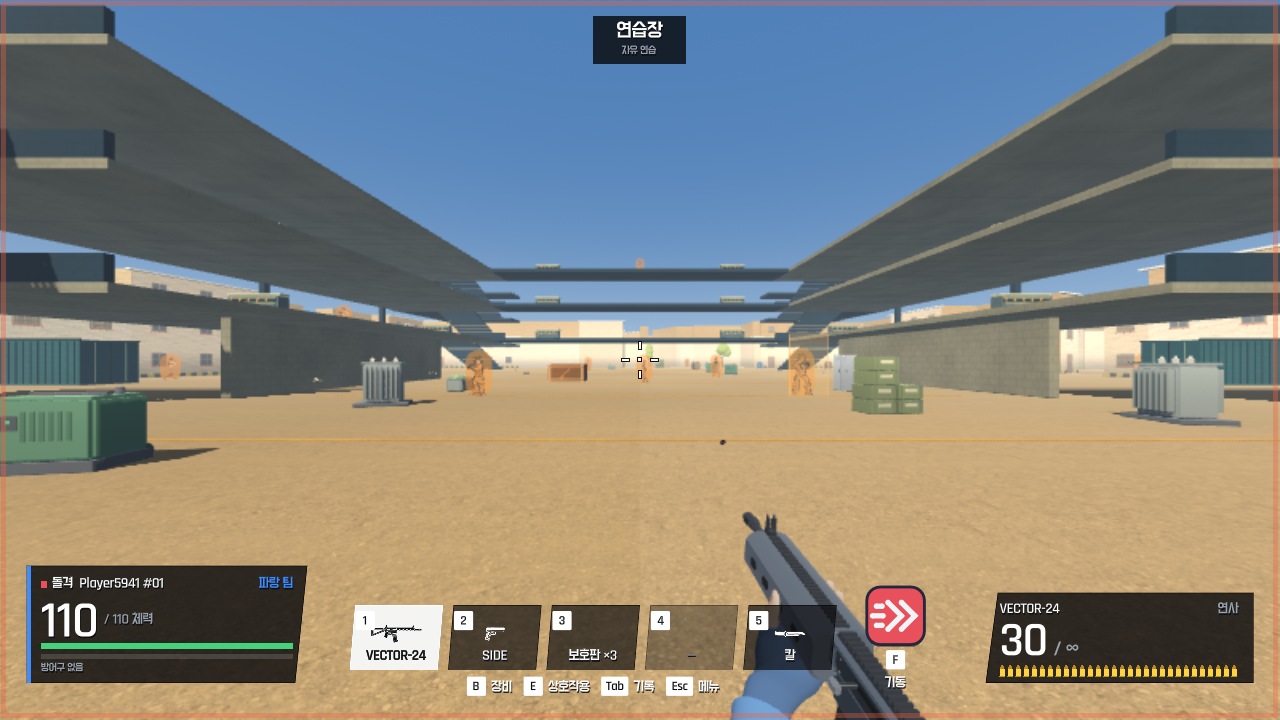 연습장
자유 연습
돌격 Player5941 #01
파랑 팀
110 / 110 체력
방어구 없음
1
VECTOR-24
2
SIDE
3
보호판 ×3
4
–
5
칼
B 장비 E 상호작용 Tab 기록 Esc 메뉴
F
기동
VECTOR-24
연사
30 / ∞